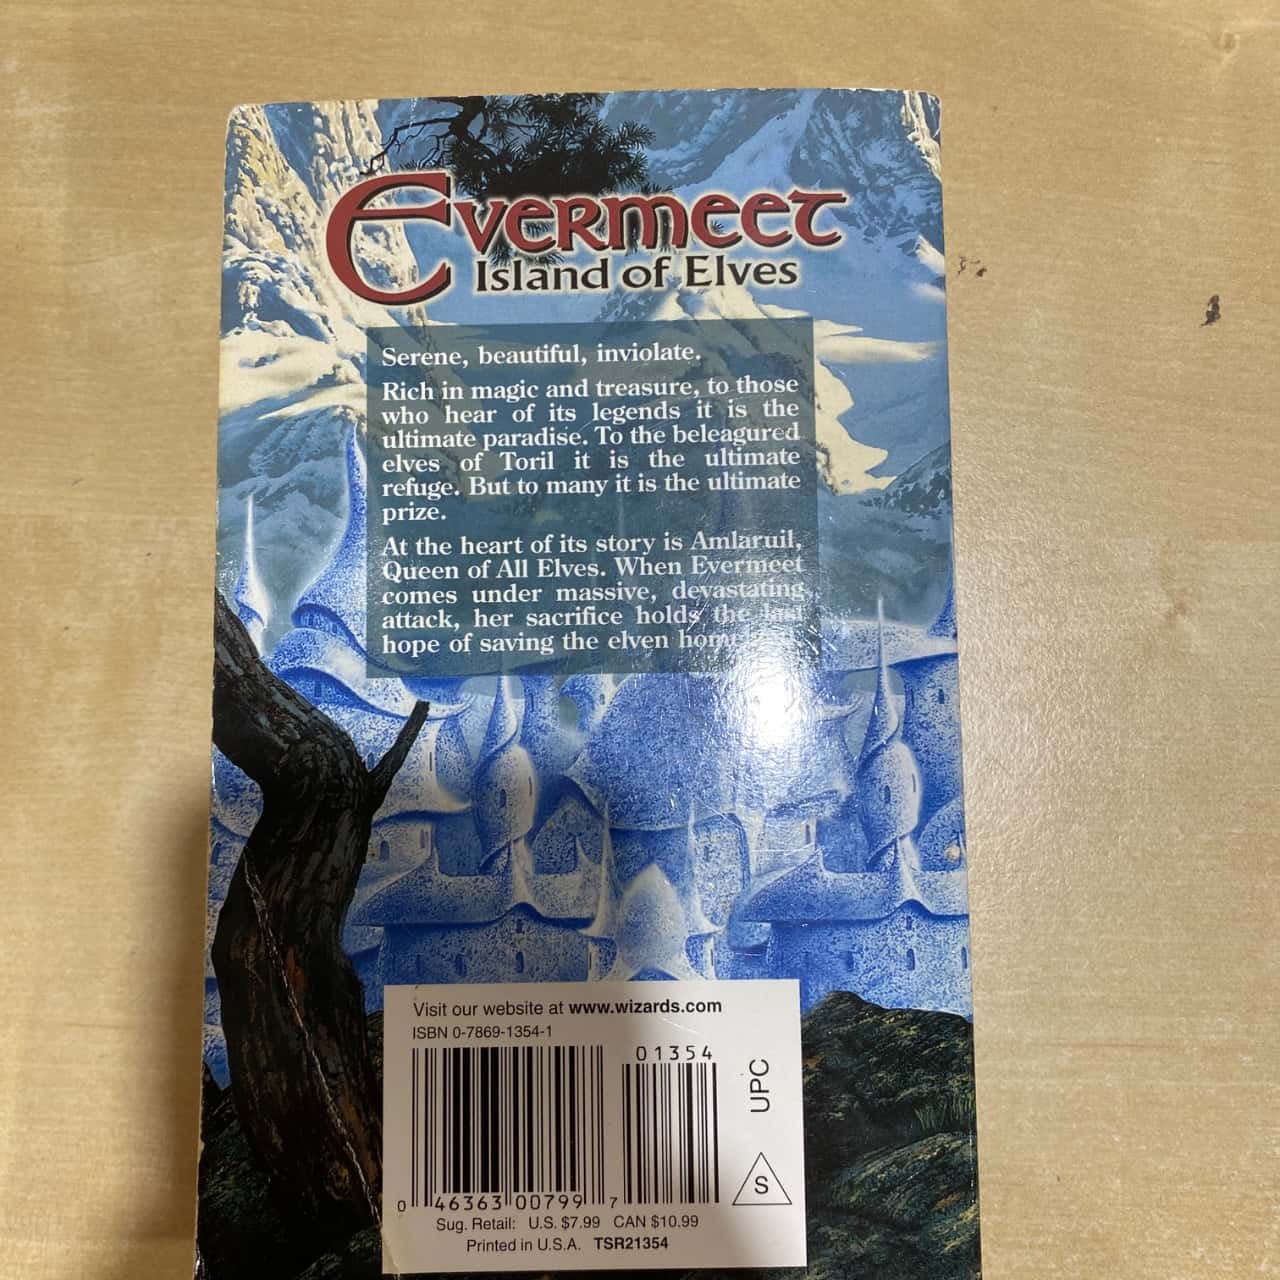 Evermeet
Island of Elves
Serene, beautiful, inviolate.
Rich in magic and treasure, to those
who hear of its legends it is the
ultimate paradise. To the beleagured
elves of Toril it is the ultimate
refuge. But to many it is the ultimate
prize.
At the heart of its story is Amlaruil,
Queen of All Elves. When Evermeet
comes under massive, devastating
attack, her sacrifice holds the last
hope of saving the elven
Visit our website at www.wizards.com
ISBN 0-7869-1354-1
01354
UPC
S
0 46363 00799 7
Sug. Retail: U.S. $7.99 CAN $10.99
Printed in U.S.A. TSR21354